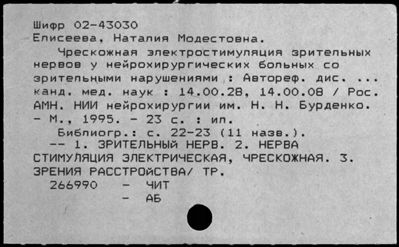 Шифр 02-43030
Елисеева, Наталия Модестовна.
Чрескожная электростимуляция зрительных
нервов у нейрохирургических больных со
зрительными нарушениями : Автореф. дис. ...
канд. мед. наук : 14.00.28, 14.00.08 / Рос.
АМН. НИИ нейрохирургии им. Н. Н. Бурденко.
- М., 1995. - 23 с. : ил.
Библиогр.: с. 22-23 (11 назв.).
-- 1. ЗРИТЕЛЬНЫЙ НЕРВ. 2. НЕРВА
СТИМУЛЯЦИЯ ЭЛЕКТРИЧЕСКАЯ, ЧРЕСКОЖНАЯ. 3.
ЗРЕНИЯ РАССТРОЙСТВА/ ТР.
266990 - ЧИТ
- АБ